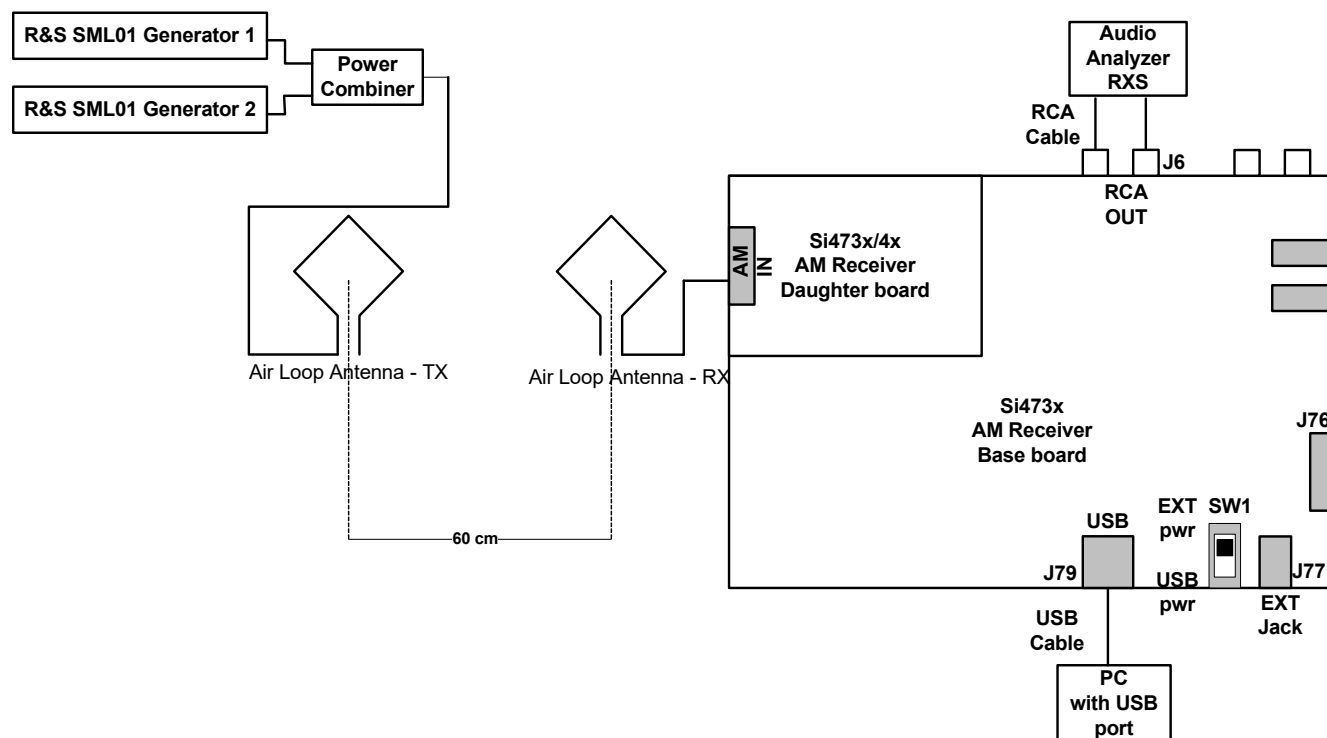 R&S SML01 Generator 1
R&S SML01 Generator 2
Power
Combiner
Audio
Analyzer
RXS
RCA
Cable
J6
RCA
OUT
AM
IN
Si473x/4x
AM Receiver
Daughter board
Air Loop Antenna - TX
Air Loop Antenna - RX
Si473x
AM Receiver
Base board
J76
60 cm
EXT
pwr
SW1
USB
J79
USB
pwr
J77
EXT
Jack
USB
Cable
PC
with USB
port